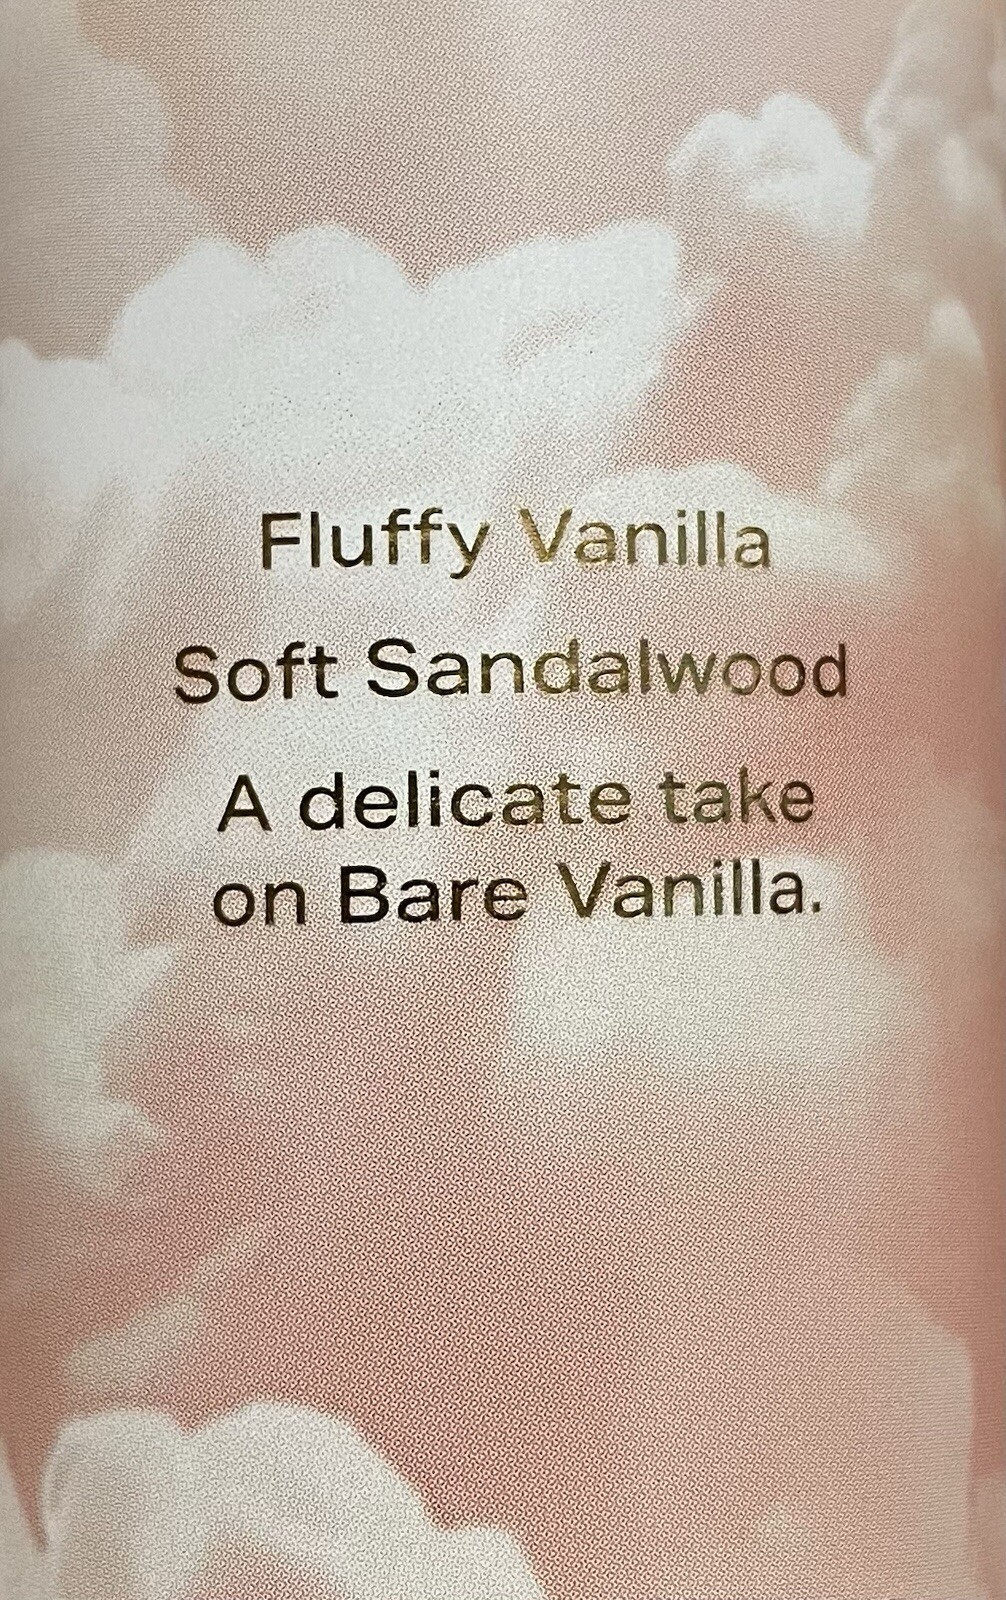 Fluffy Vanilla
Soft Sandalwood
A delicate take
on Bare Vanilla.